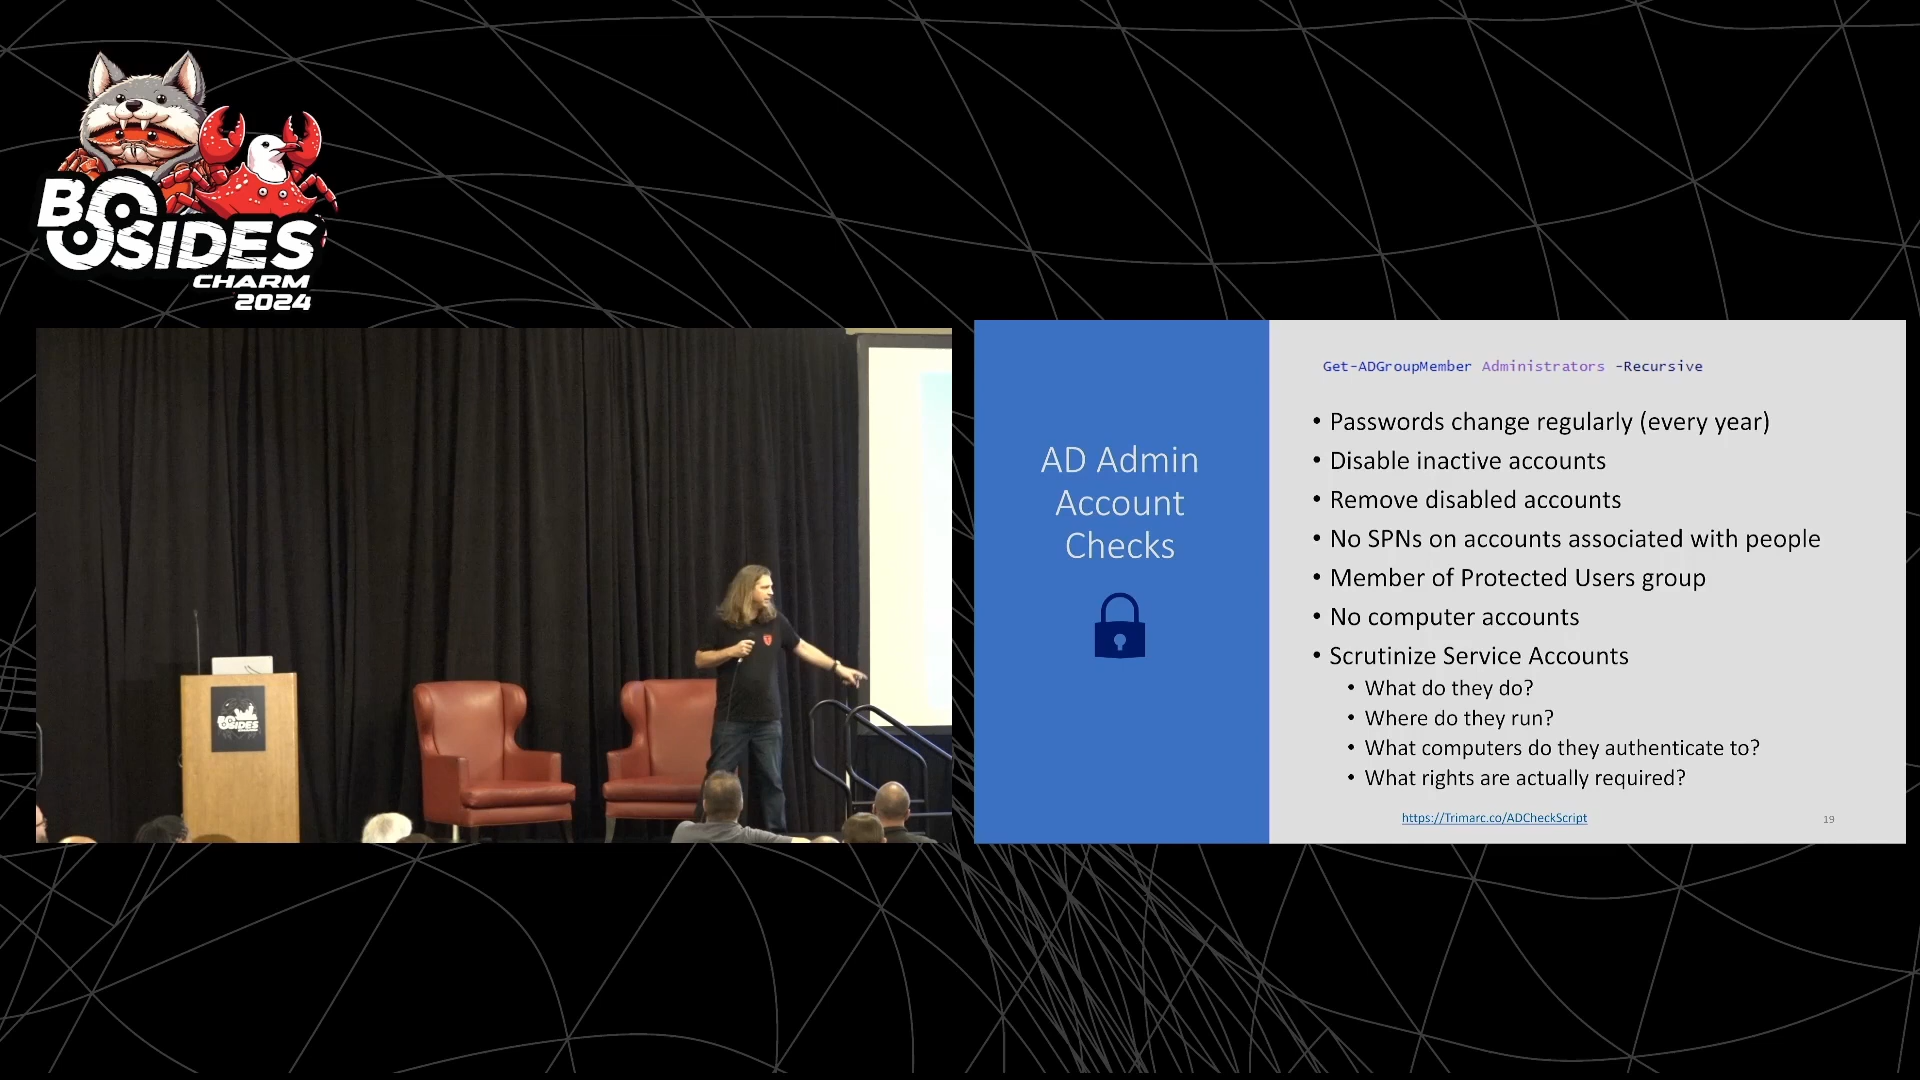 BSIDES
CHARM
2024
BSIDES
AD Admin
Account
Checks
Get-ADGroupMember Administrators -Recursive
• Passwords change regularly (every year)
• Disable inactive accounts
• Remove disabled accounts
• No SPNs on accounts associated with people
• Member of Protected Users group
• No computer accounts
• Scrutinize Service Accounts
• What do they do?
• Where do they run?
• What computers do they authenticate to?
• What rights are actually required?
https://Trimarc.co/ADCheckScript
19